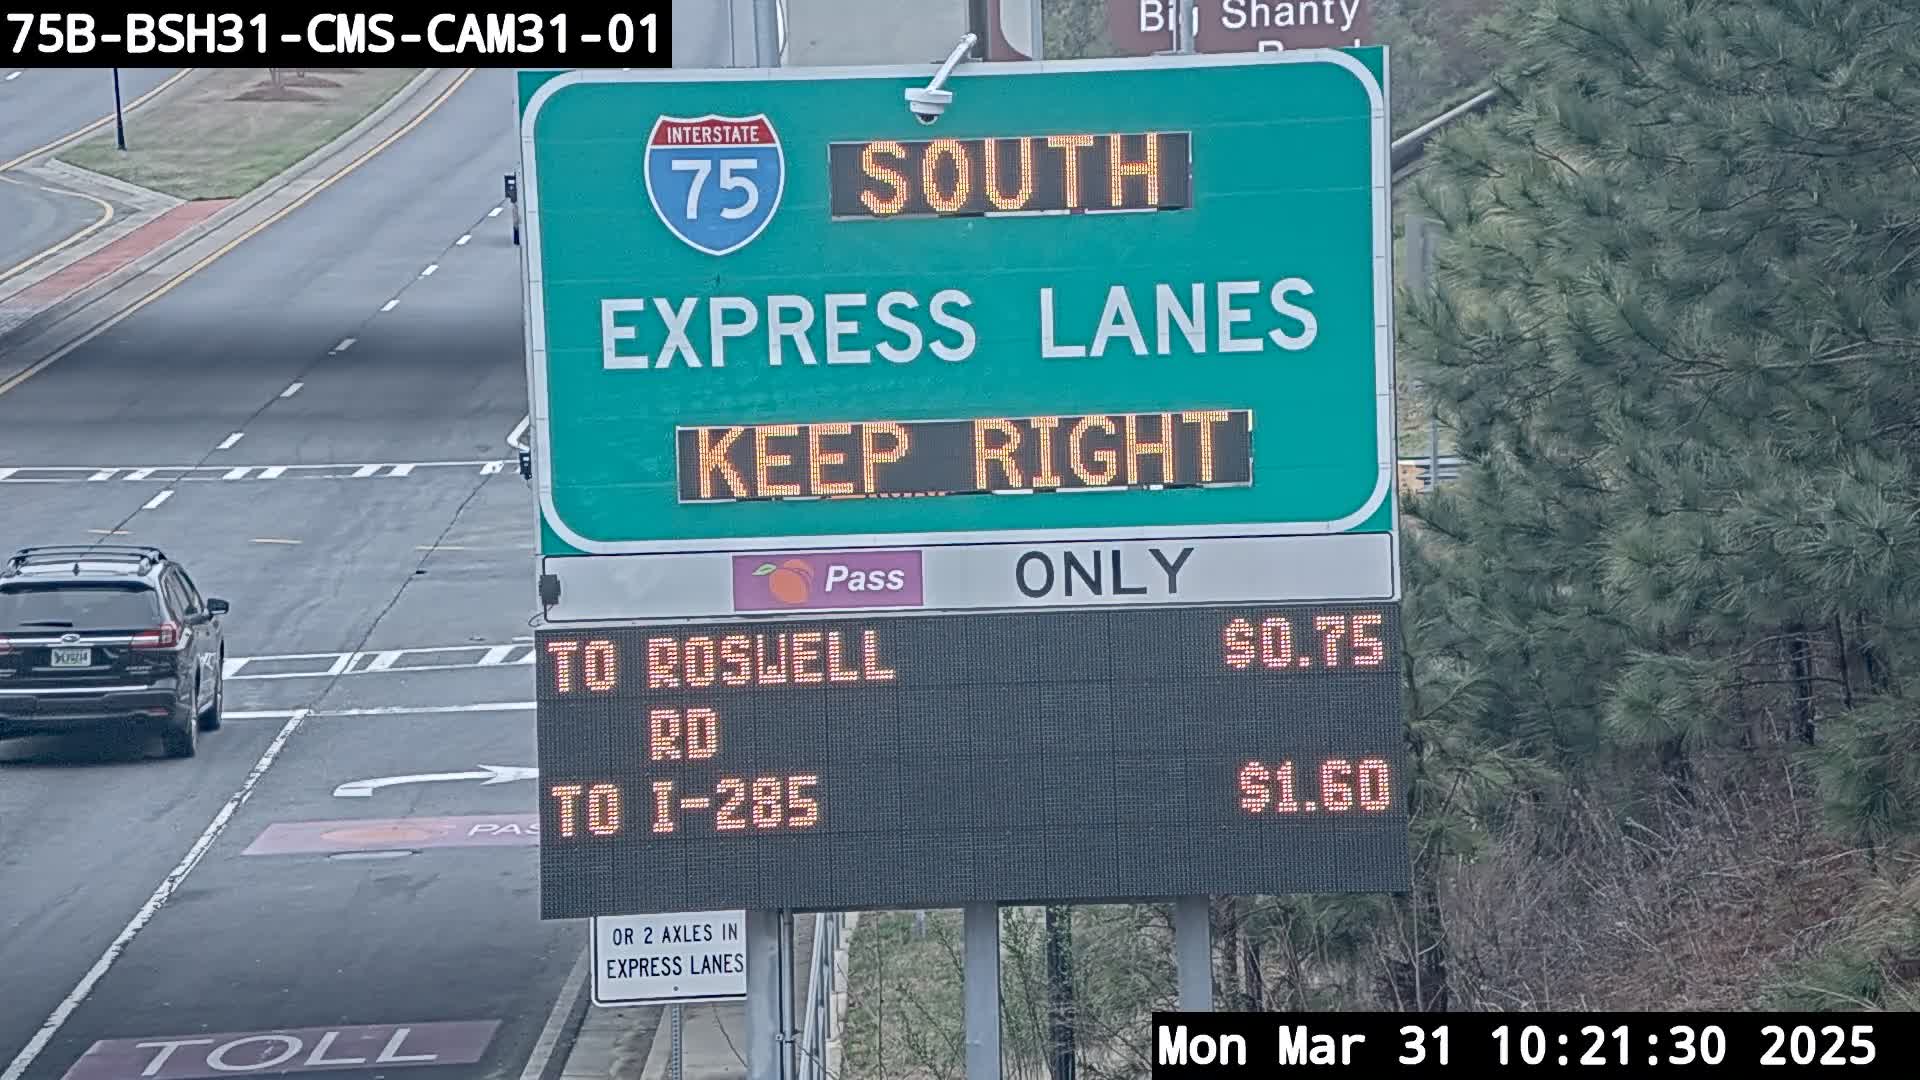 75B-BSH31-CMS-CAM31-01
Big Shanty
INTERSTATE
75
SOUTH
EXPRESS LANES
KEEP RIGHT
Pass ONLY
TO ROSWELL $0.75
RD
TO I-285 $1.60
OR 2 AXLES IN
EXPRESS LANES
TOLL
Mon Mar 31 10:21:30 2025